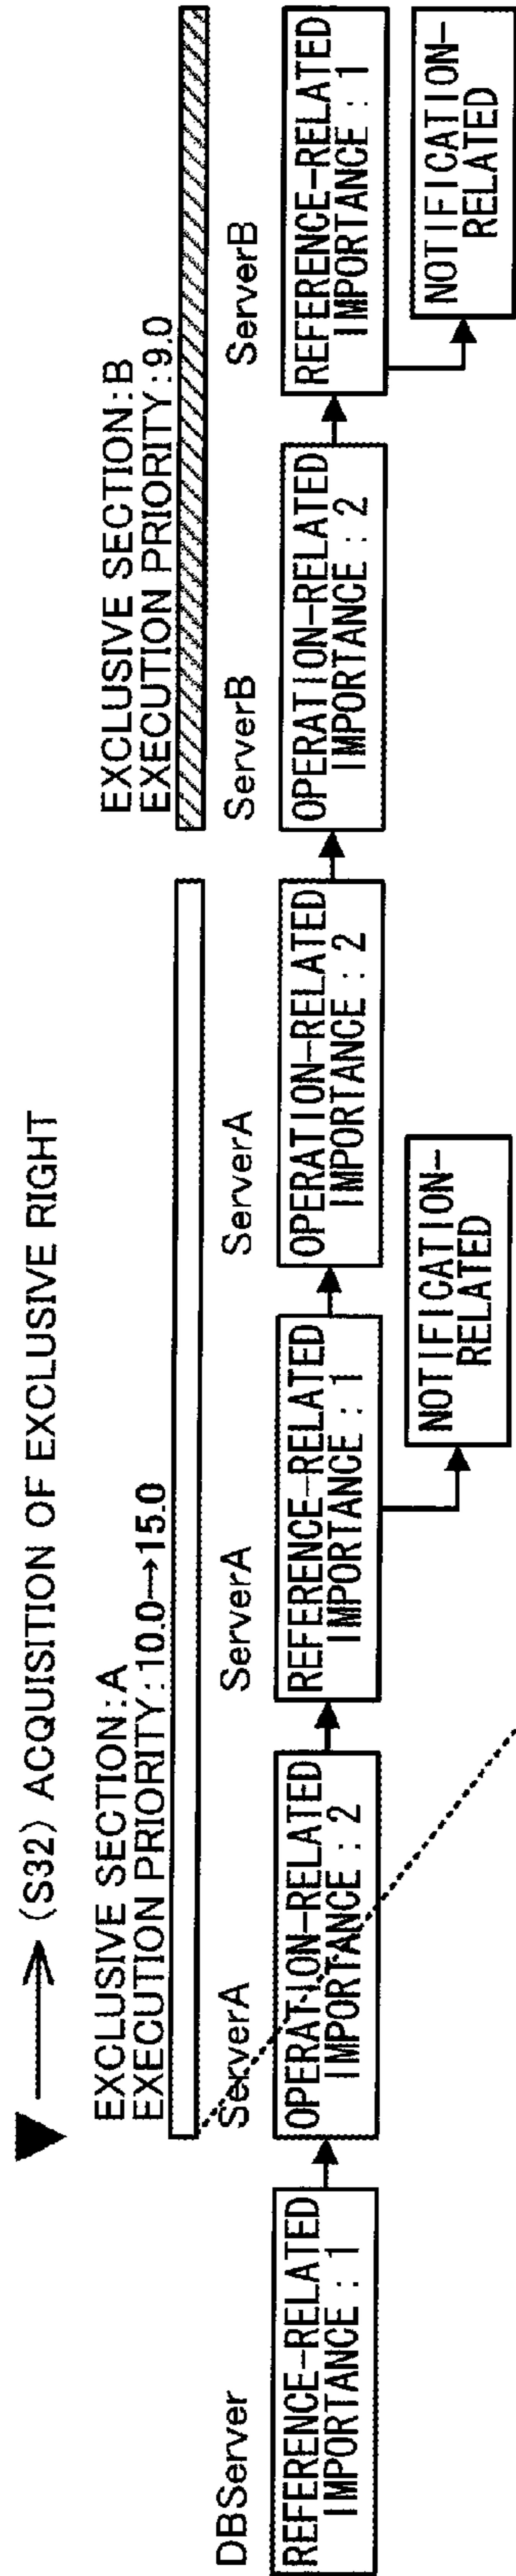 (S32) ACQUISITION OF EXCLUSIVE RIGHT
EXCLUSIVE SECTION:A
EXECUTION PRIORITY:10.0→15.0
EXCLUSIVE SECTION:B
EXECUTION PRIORITY:9.0
DBServer
ServerA
ServerA
ServerA
ServerB
ServerB
REFERENCE-RELATED
IMPORTANCE : 1
OPERATION-RELATED
IMPORTANCE : 2
REFERENCE-RELATED
IMPORTANCE : 1
OPERATION-RELATED
IMPORTANCE : 2
OPERATION-RELATED
IMPORTANCE : 2
REFERENCE-RELATED
IMPORTANCE : 1
NOTIFICATION-
RELATED
NOTIFICATION-
RELATED